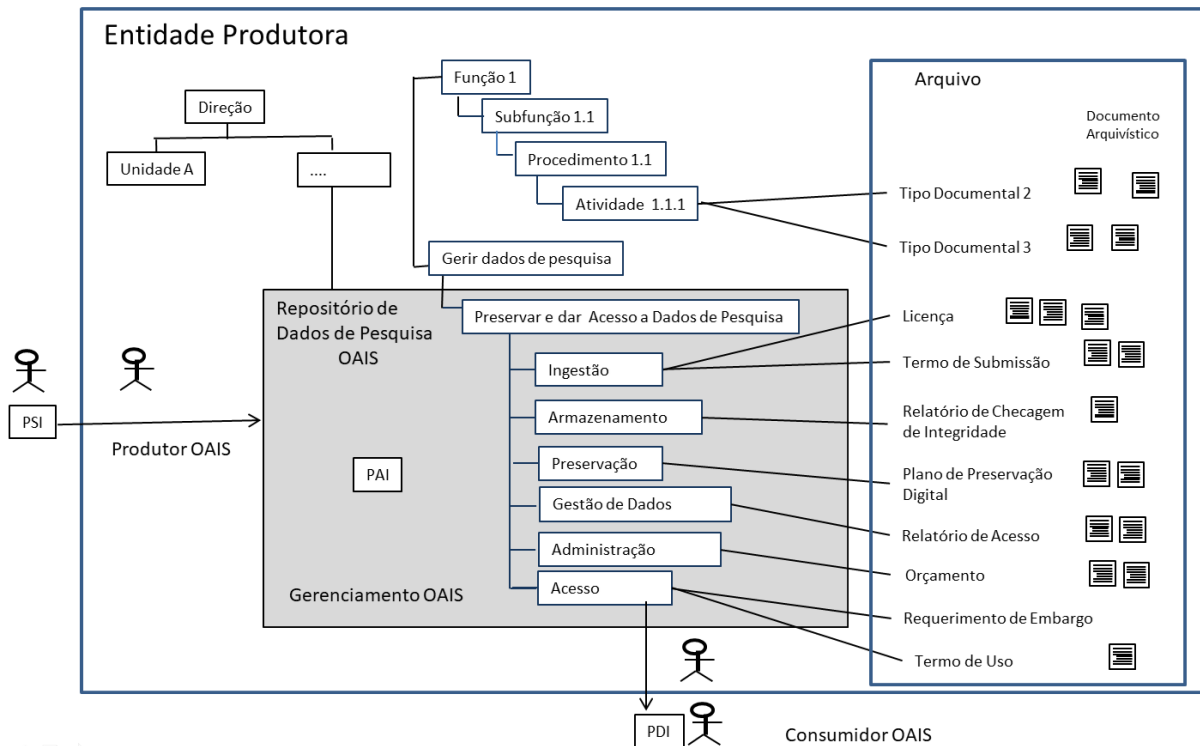 Entidade Produtora
Direção
Unidade A
....
Função 1
Subfunção 1.1
Procedimento 1.1
Atividade 1.1.1
Gerir dados de pesquisa
Repositório de
Dados de Pesquisa
OAIS
Preservar e dar Acesso a Dados de Pesquisa
Ingestão
Armazenamento
Preservação
Gestão de Dados
Administração
Acesso
PAI
Gerenciamento OAIS
PSI
Produtor OAIS
Arquivo
Documento
Arquivístico
Tipo Documental 2
Tipo Documental 3
Licença
Termo de Submissão
Relatório de Checagem
de Integridade
Plano de Preservação
Digital
Relatório de Acesso
Orçamento
Requerimento de Embargo
Termo de Uso
PDI
Consumidor OAIS